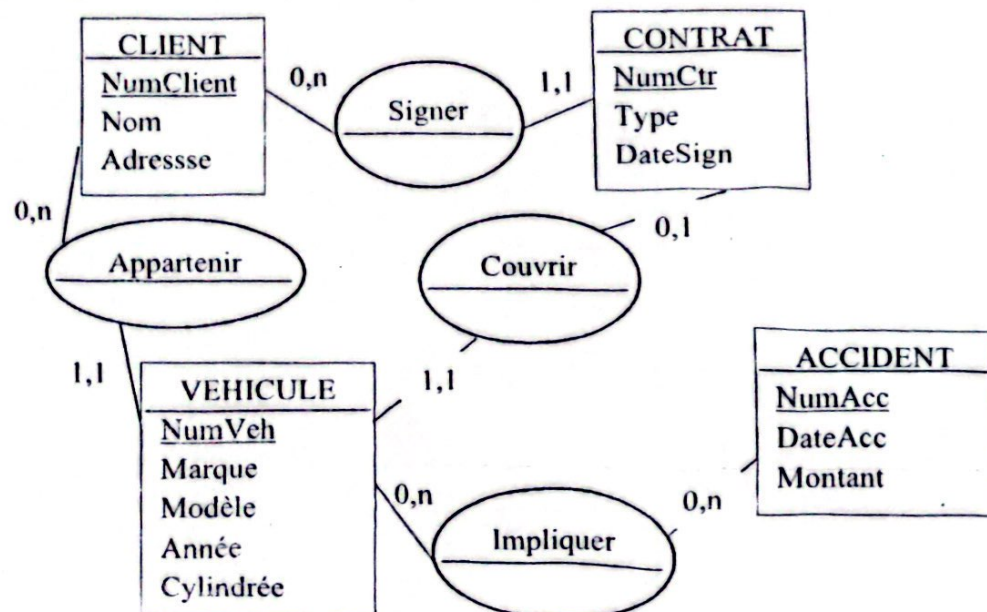 CLIENT
NumClient
Nom
Adressse
0,n
Signer
1,1
CONTRAT
NumCtr
Type
DateSign
0,n
Appartenir
1,1
Couvrir
0,1
1,1
VEHICULE
NumVeh
Marque
Modèle
Année
Cylindrée
0,n
Impliquer
0,n
ACCIDENT
NumAcc
DateAcc
Montant